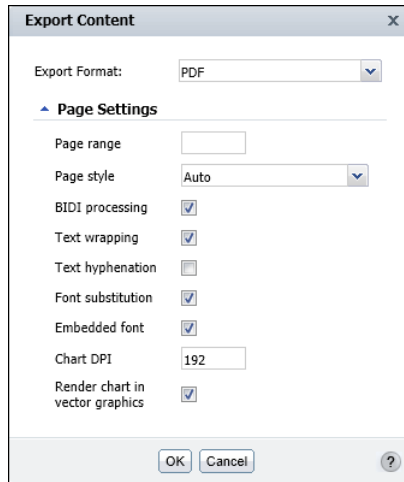 Export Content x
Export Format: PDF
Page Settings
Page range
Page style Auto
BIDI processing
Text wrapping
Text hyphenation
Font substitution
Embedded font
Chart DPI 192
Render chart in
vector graphics
OK Cancel ?